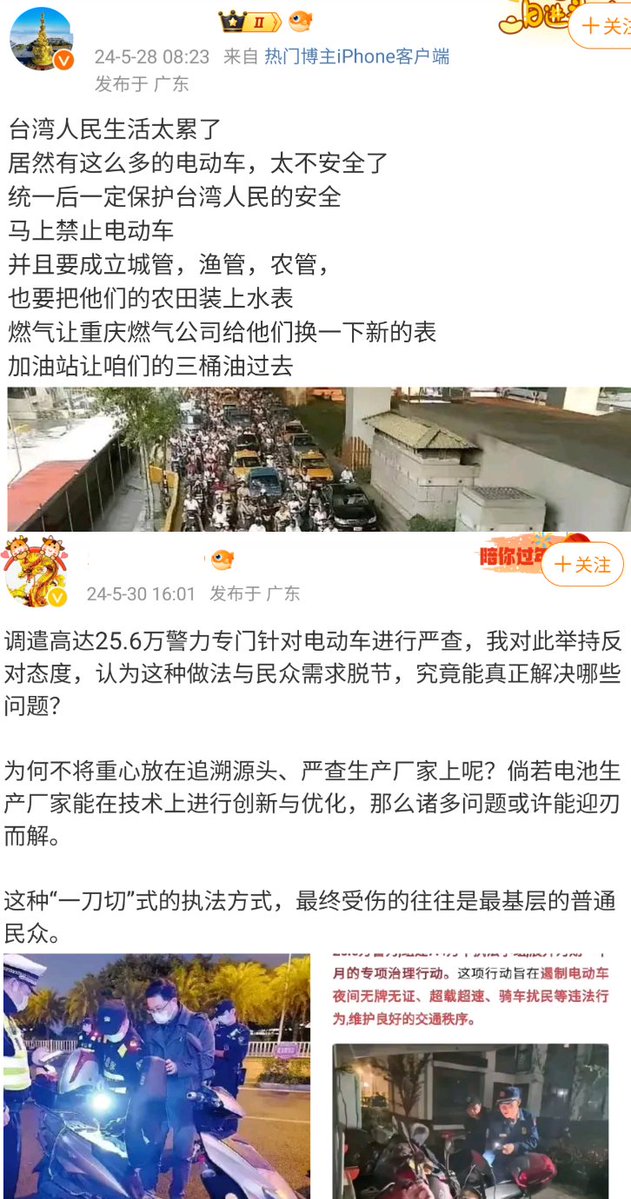 II
24-5-28 08:23 来自 热门博主iPhone客户端
+关注
发布于 广东
台湾人民生活太累了
居然有这么多的电动车，太不安全了
统一后一定保护台湾人民的安全
马上禁止电动车
并且要成立城管，渔管，农管，
也要把他们的农田装上水表
燃气让重庆燃气公司给他们换一下新的表
加油站让咱们的三桶油过去
陪你过年
+关注
24-5-30 16:01 发布于 广东
调遣高达25.6万警力专门针对电动车进行严查，我对此举持反
对态度，认为这种做法与民众需求脱节，究竟能真正解决哪些
问题？
为何不将重心放在追溯源头、严查生产厂家上呢？倘若电池生
产厂家能在技术上进行创新与优化，那么诸多问题或许能迎刃
而解。
这种“一刀切”式的执法方式，最终受伤的往往是最基层的普通
民众。
月的专项治理行动。这项行动旨在遏制电动车
夜间无牌无证、超载超速、骑车扰民等违法行
为,维护良好的交通秩序。